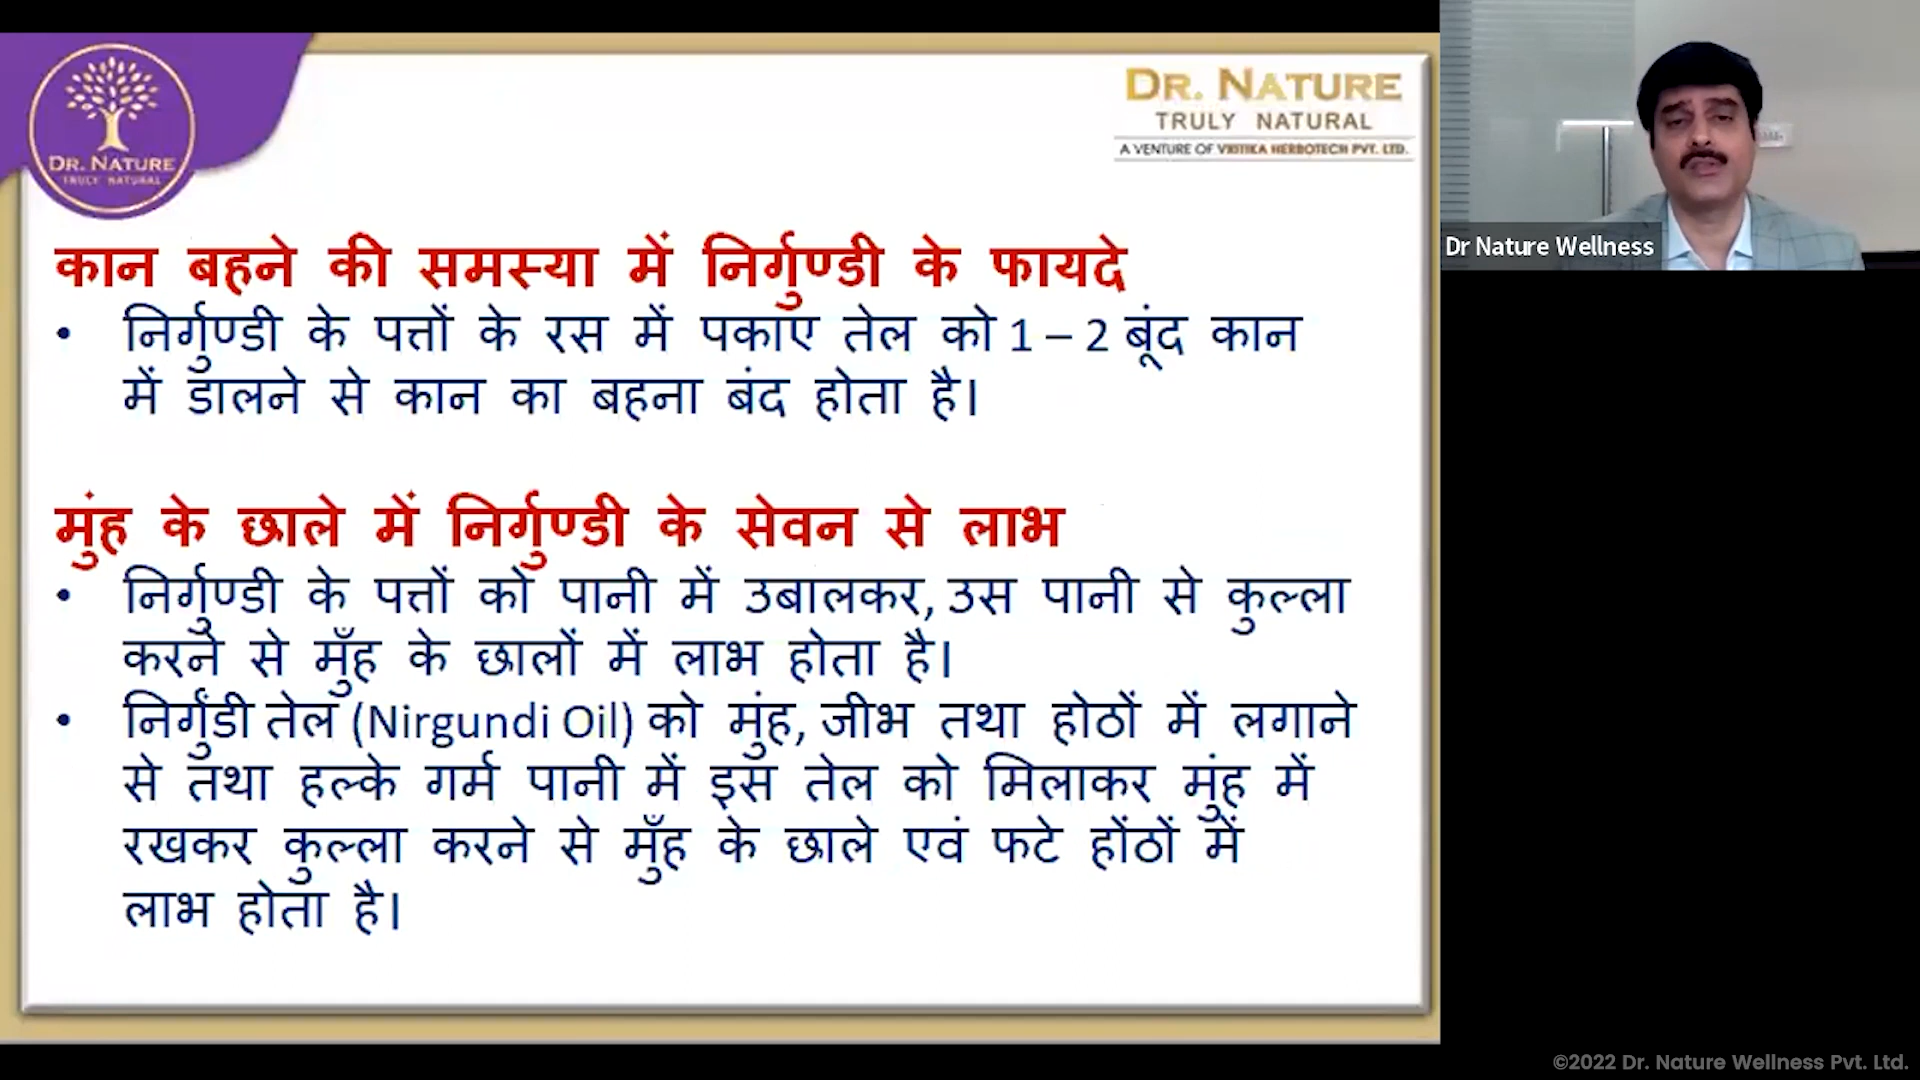 DR. NATURE
TRULY NATURAL
DR. NATURE
TRULY NATURAL
A VENTURE OF VRITIKA HERBOTECH PVT. LTD.
कान बहने की समस्या में निर्गुण्डी के फायदे
• निर्गुण्डी के पत्तों के रस में पकाए तेल को 1 – 2 बूंद कान
में डालने से कान का बहना बंद होता है।
मुंह के छाले में निर्गुण्डी के सेवन से लाभ
• निर्गुण्डी के पत्तों को पानी में उबालकर, उस पानी से कुल्ला
करने से मुँह के छालों में लाभ होता है।
• निर्गुंडी तेल (Nirgundi Oil) को मुंह, जीभ तथा होठों में लगाने
से तथा हल्के गर्म पानी में इस तेल को मिलाकर मुंह में
रखकर कुल्ला करने से मुँह के छाले एवं फटे होंठों में
लाभ होता है।
Dr Nature Wellness
©2022 Dr. Nature Wellness Pvt. Ltd.